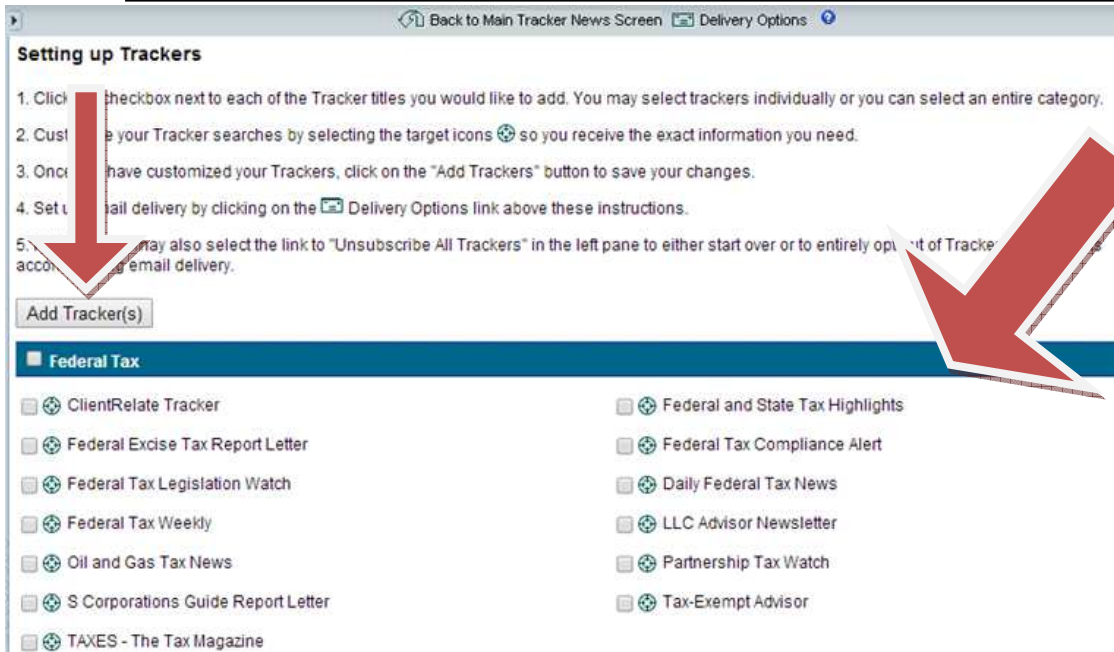 Back to Main Tracker News Screen Delivery Options
Setting up Trackers
1. Click checkbox next to each of the Tracker titles you would like to add. You may select trackers individually or you can select an entire category.
2. Cust e your Tracker searches by selecting the target icons so you receive the exact information you need.
3. Once have customized your Trackers, click on the "Add Trackers" button to save your changes.
4. Set u ail delivery by clicking on the Delivery Options link above these instructions.
5. may also select the link to "Unsubscribe All Trackers" in the left pane to either start over or to entirely opt out of Tracker
email delivery.
Add Tracker(s)
Federal Tax
ClientRelate Tracker
Federal and State Tax Highlights
Federal Excise Tax Report Letter
Federal Tax Compliance Alert
Federal Tax Legislation Watch
Daily Federal Tax News
Federal Tax Weekly
LLC Advisor Newsletter
Oil and Gas Tax News
Partnership Tax Watch
S Corporations Guide Report Letter
Tax-Exempt Advisor
TAXES - The Tax Magazine